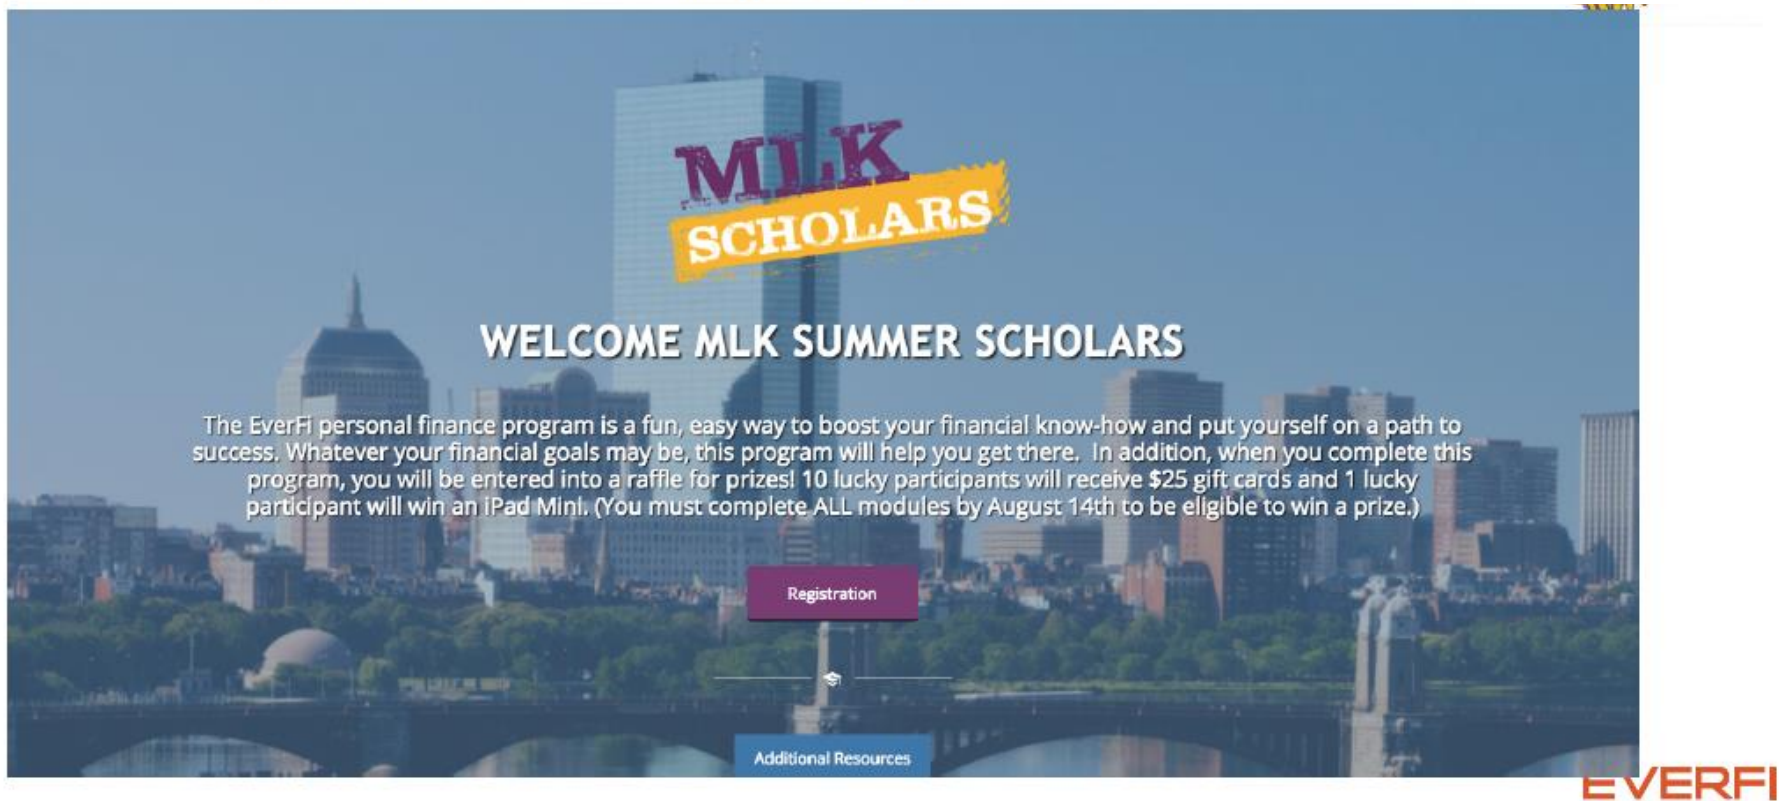 MLK
SCHOLARS
WELCOME MLK SUMMER SCHOLARS
The EverFi personal finance program is a fun, easy way to boost your financial know-how and put yourself on a path to
success. Whatever your financial goals may be, this program will help you get there.  In addition, when you complete this
program, you will be entered into a raffle for prizes! 10 lucky participants will receive $25 gift cards and 1 lucky
participant will win an iPad Mini. (You must complete ALL modules by August 14th to be eligible to win a prize.)
Registration
Additional Resources
EVERFI